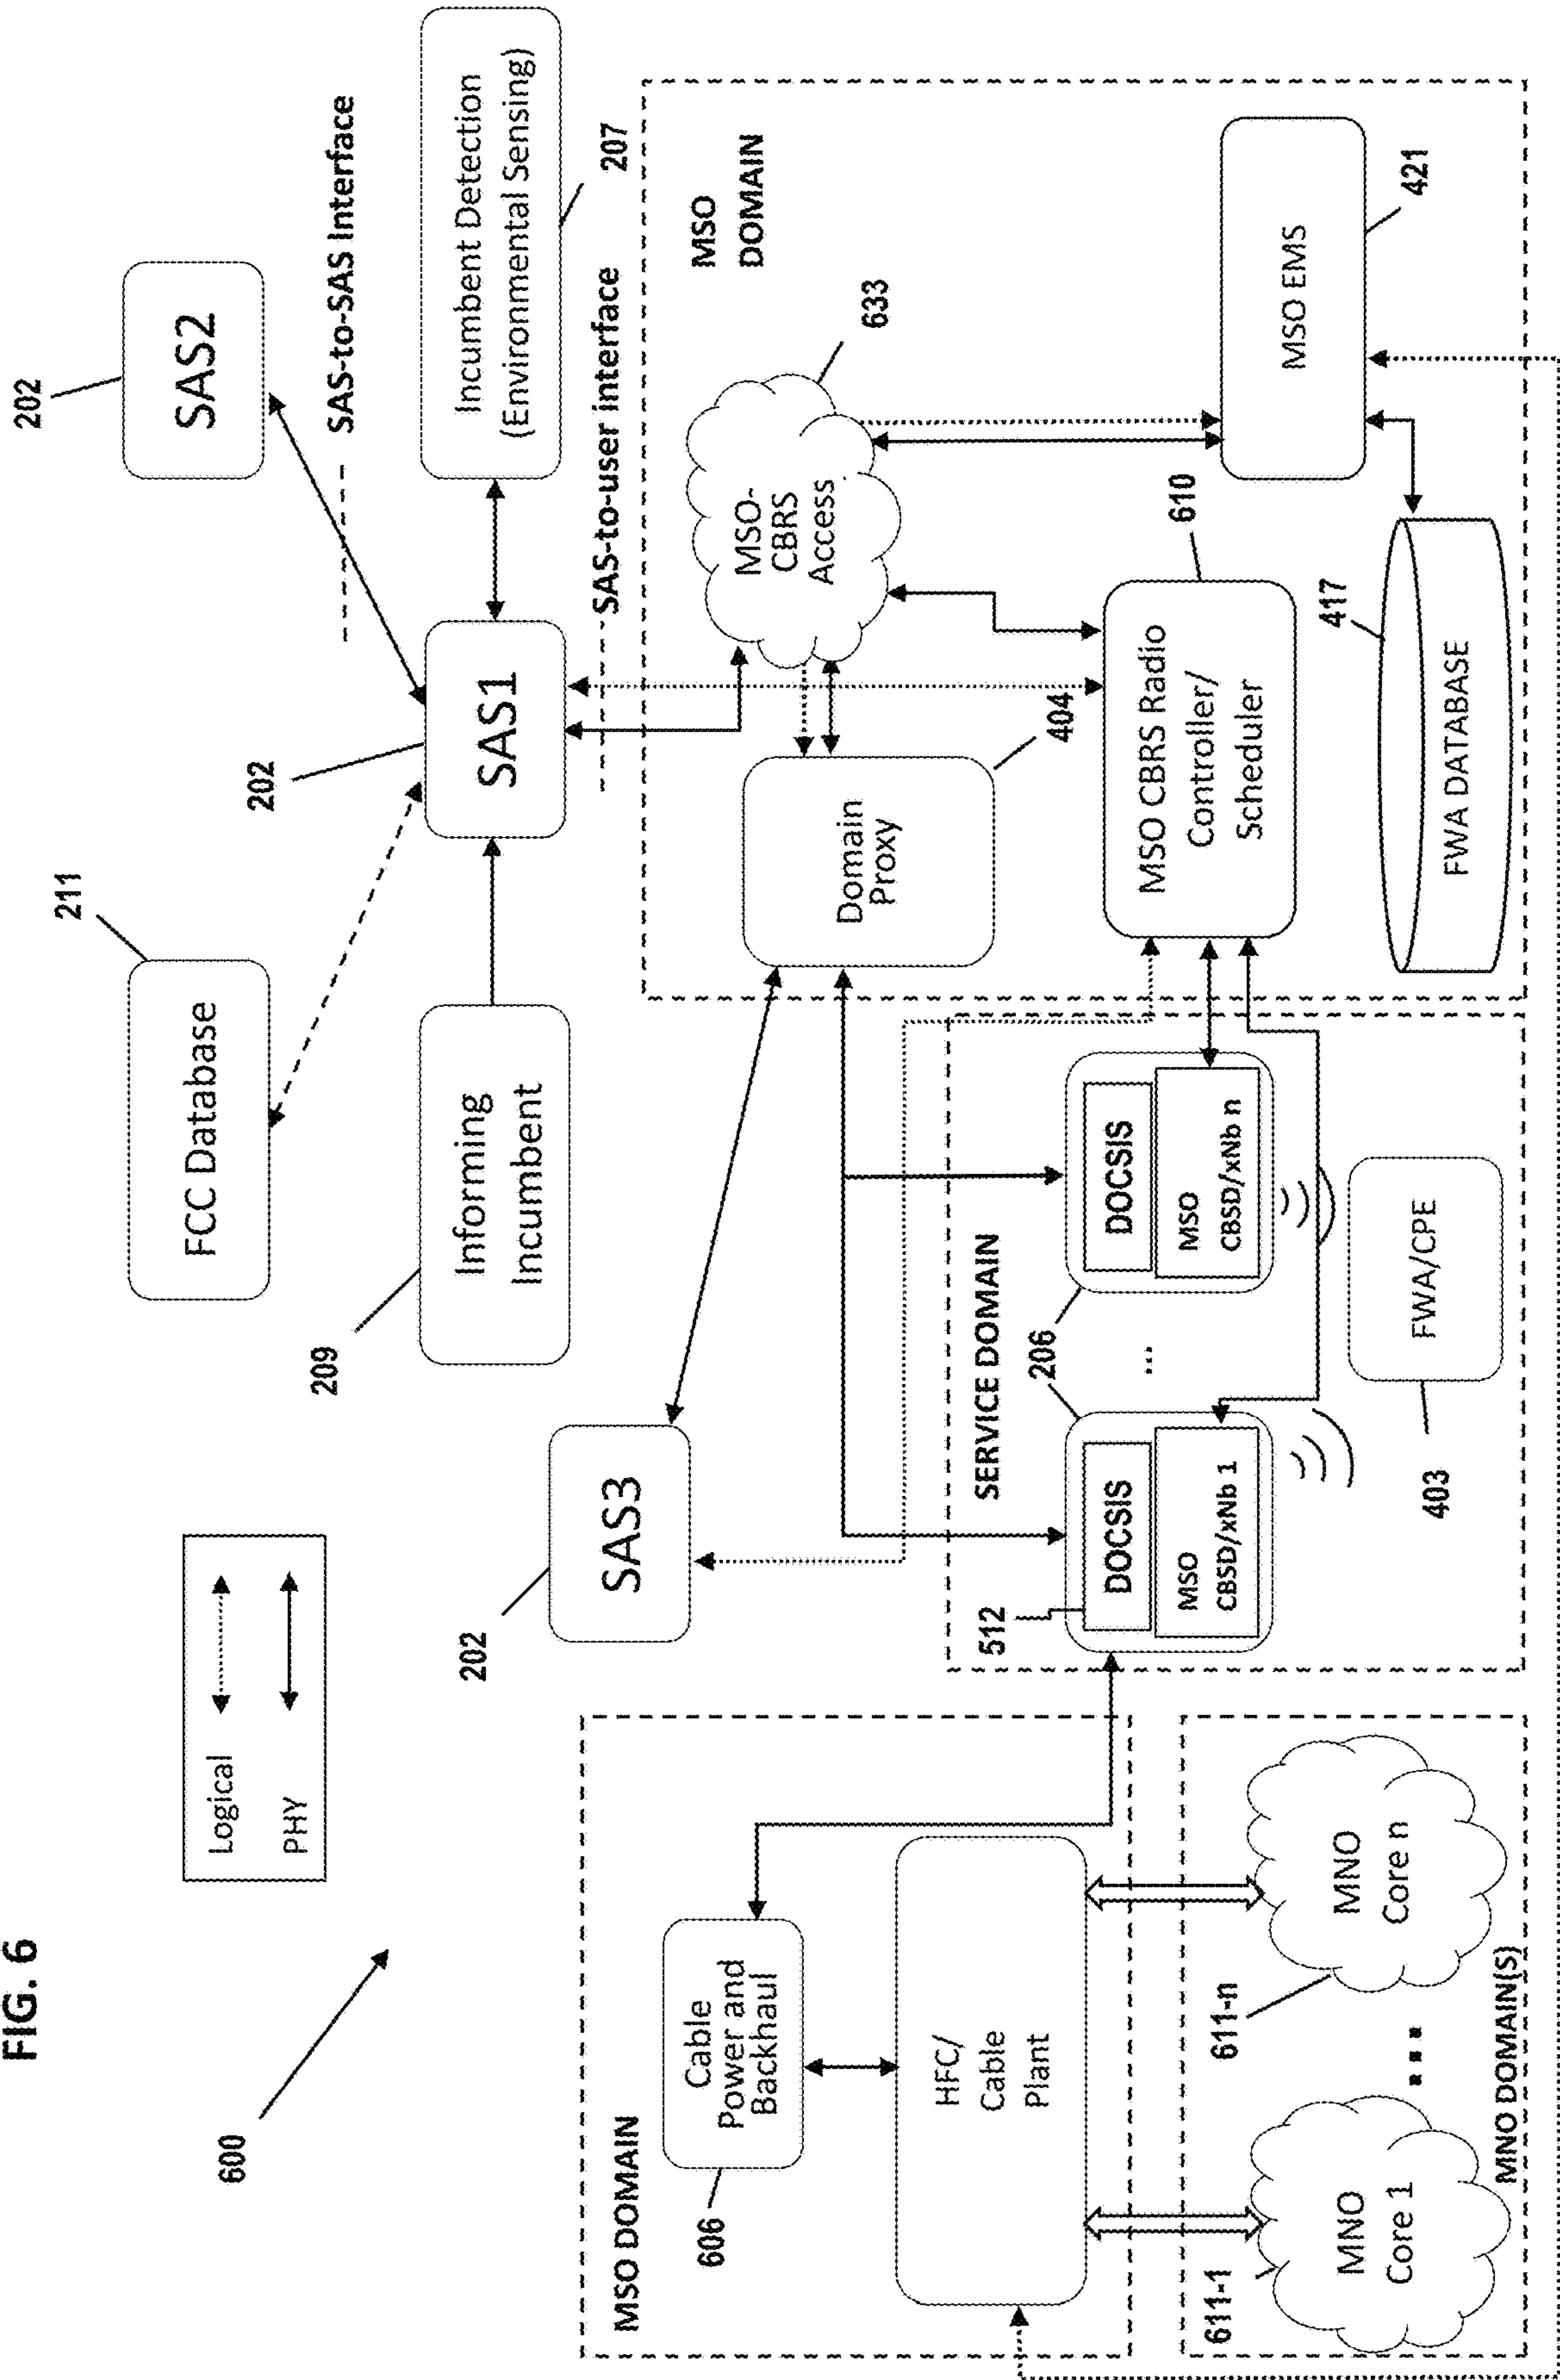 FIG. 6
600
Logical
PHY
FCC Database
211
SAS2
202
SAS-to-SAS Interface
Informing
Incumbent
209
SAS1
202
Incumbent Detection
(Environmental Sensing)
207
SAS3
202
SAS-to-user interface
MSO DOMAIN
Cable
Power and
Backhaul
606
HFC/
Cable
Plant
MNO
Core 1
611-1
MNO
Core n
611-n
...
MNO DOMAIN(S)
SERVICE DOMAIN
512
DOCSIS
MSO
CBSD/xNb 1
206
...
DOCSIS
MSO
CBSD/xNb n
FWA/CPE
403
MSO
DOMAIN
Domain
Proxy
404
MSO-
CBRS
Access
633
MSO CBRS Radio
Controller/
Scheduler
610
MSO EMS
421
FWA DATABASE
417